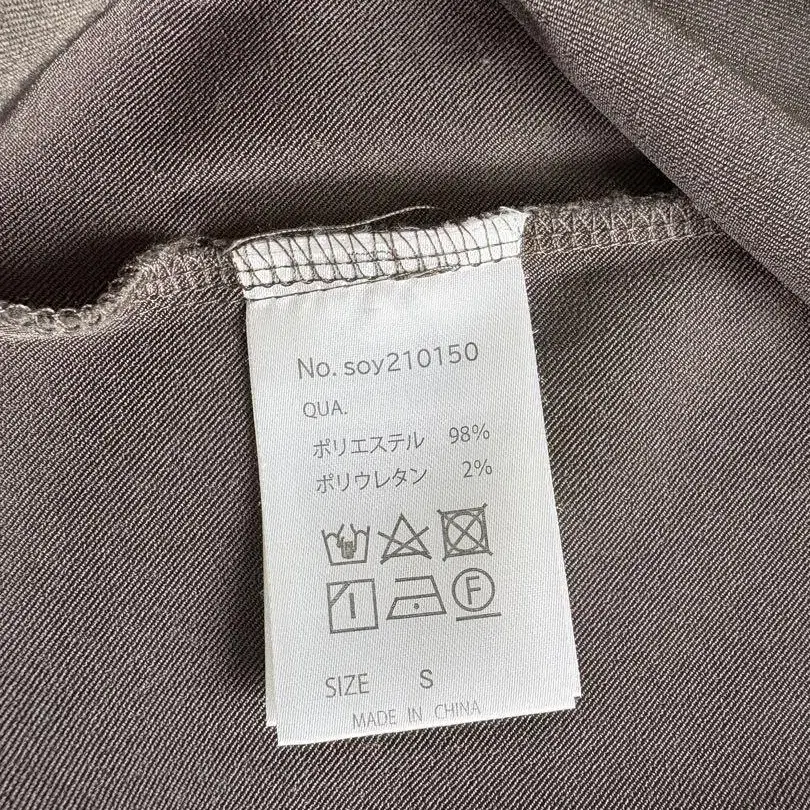 No. soy210150
QUA.
ポリエステル 98%
ポリウレタン 2%
F
SIZE S
MADE IN CHINA